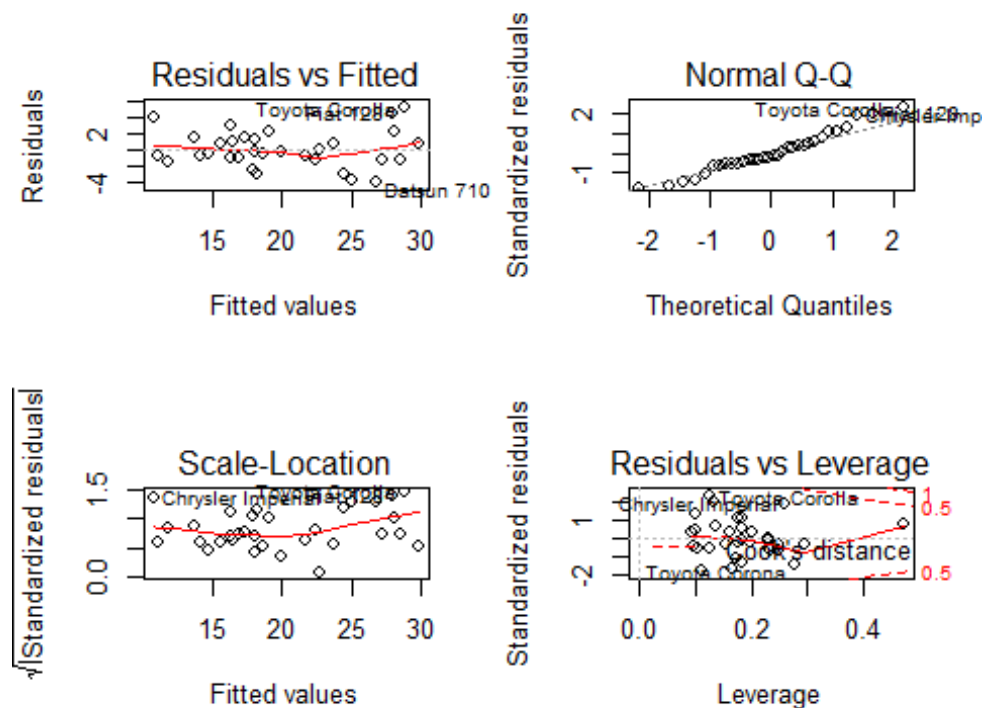 Residuals vs Fitted
Residuals
2
-4
Toyota Corolla
Fiat 128
Datsun 710
15 20 25 30
Fitted values
Normal Q-Q
Standardized residuals
2
-1
Toyota Corolla
Chrysler Imp
-2 -1 0 1 2
Theoretical Quantiles
Scale-Location
√|Standardized residuals|
1.5
0.0
Chrysler Imperial
Toyota Corolla
15 20 25 30
Fitted values
Residuals vs Leverage
Standardized residuals
1
-2
Chrysler Imperial
Toyota Corolla
Cook's distance
Toyota Corona
1
0.5
0.5
0.0 0.2 0.4
Leverage